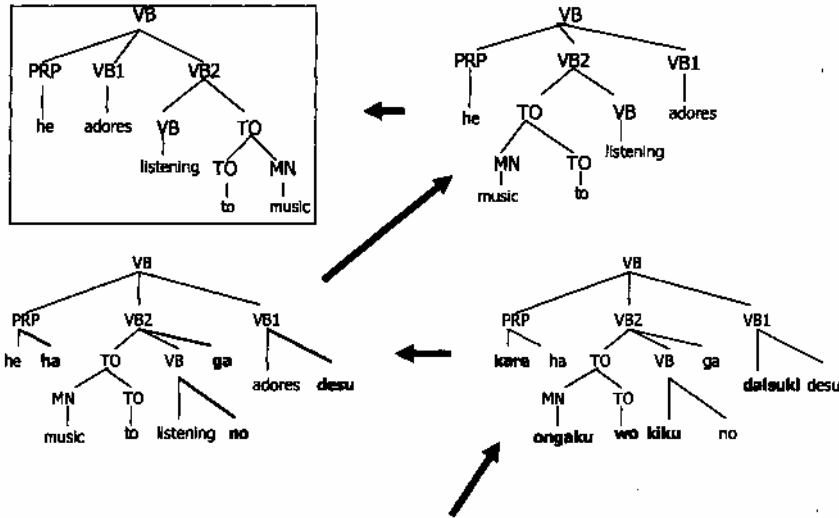 VB
PRP VB1 VB2
he adores VB TO
listening TO MN
to music
VB
PRP VB2 VB1
he TO VB adores
MN TO listening
music to
VB
PRP VB2 VB1
he ha TO VB ga adores desu
MN TO
music to listening no
VB
PRP VB2 VB1
kara ha TO VB ga daisuki desu
MN TO
ongaku wo kiku no